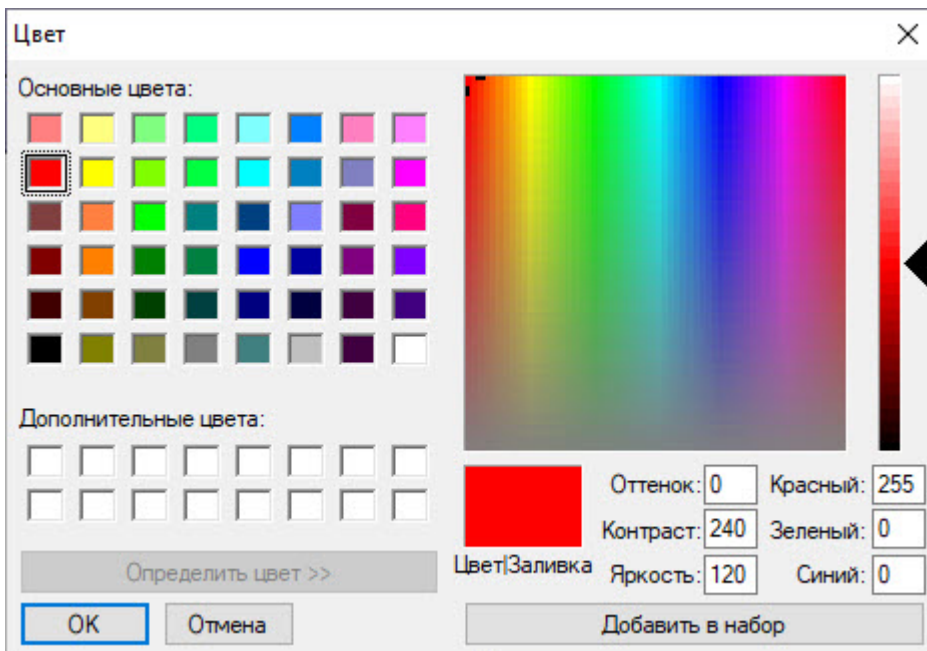 Цвет
Основные цвета:
Дополнительные цвета:
Определить цвет >>
OK
Отмена
Цвет|Заливка
Оттенок: 0
Контраст: 240
Яркость: 120
Красный: 255
Зеленый: 0
Синий: 0
Добавить в набор